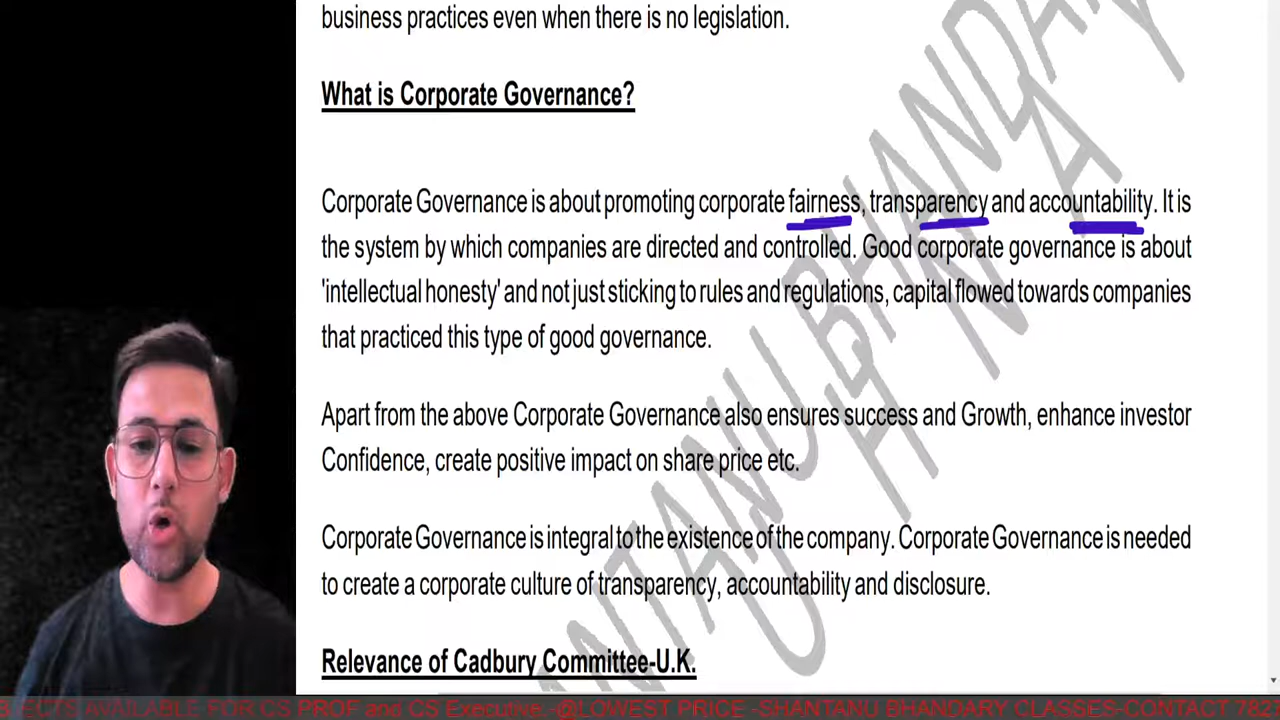 business practices even when there is no legislation.
What is Corporate Governance?
Corporate Governance is about promoting corporate fairness, transparency and accountability. It is
the system by which companies are directed and controlled. Good corporate governance is about
'intellectual honesty' and not just sticking to rules and regulations, capital flowed towards companies
that practiced this type of good governance.
Apart from the above Corporate Governance also ensures success and Growth, enhance investor
Confidence, create positive impact on share price etc.
Corporate Governance is integral to the existence of the company. Corporate Governance is needed
to create a corporate culture of transparency, accountability and disclosure.
Relevance of Cadbury Committee-U.K.
BJECTS AVAILABLE FOR CS PROF and CS Executive.-@LOWEST PRICE -SHANTANU BHANDARY CLASSES-CONTACT 782